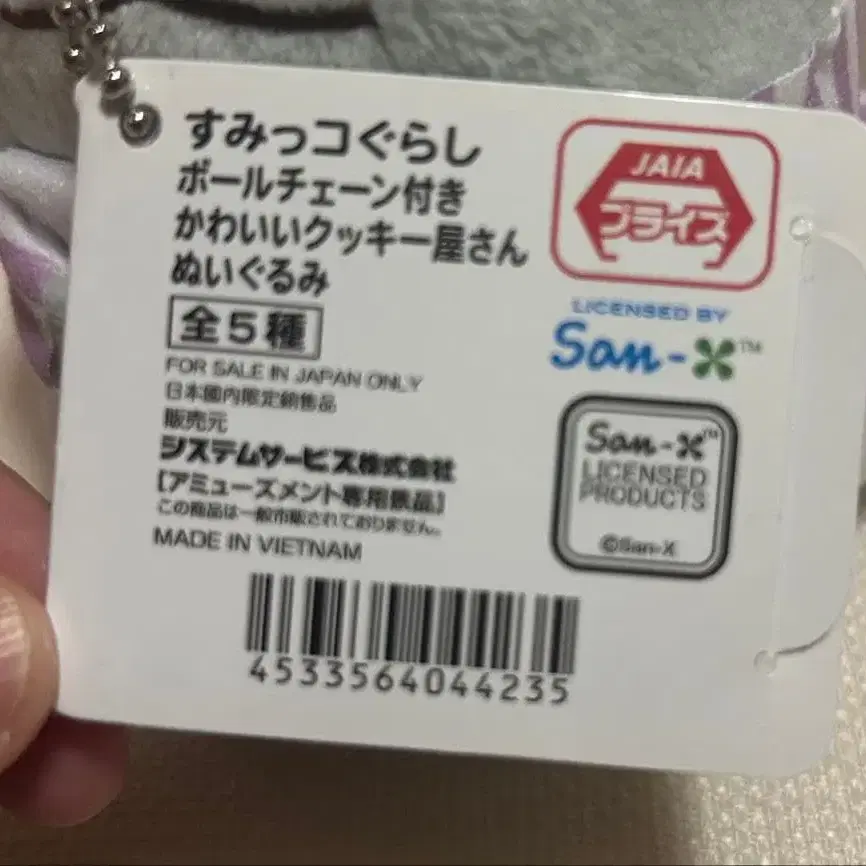 すみっコぐらし
ボールチェーン付き
かわいいクッキー屋さん
ぬいぐるみ
全5種
FOR SALE IN JAPAN ONLY
日本國内限定銷售品
販売元
システムサービス株式会社
[アミューズメント専用景品]
この商品は一般市販されておりません。
MADE IN VIETNAM
4533564044235
JAIA
プライズ
LICENSED BY
San-X™
San-X™
LICENSED
PRODUCTS
©San-X